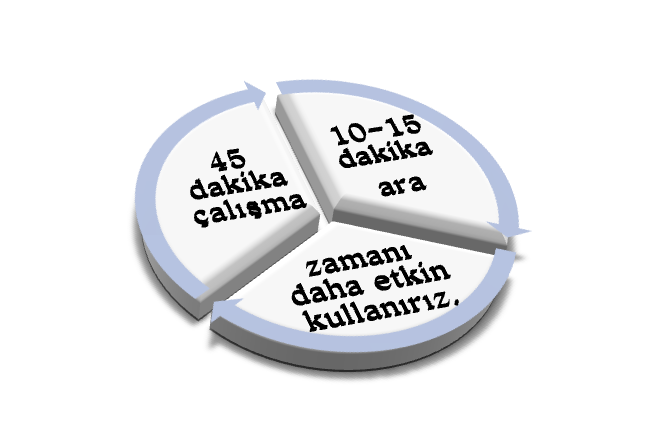 45
dakika
çalışma
10-15
dakika
ara
zamanı
daha etkin
kullanırız.